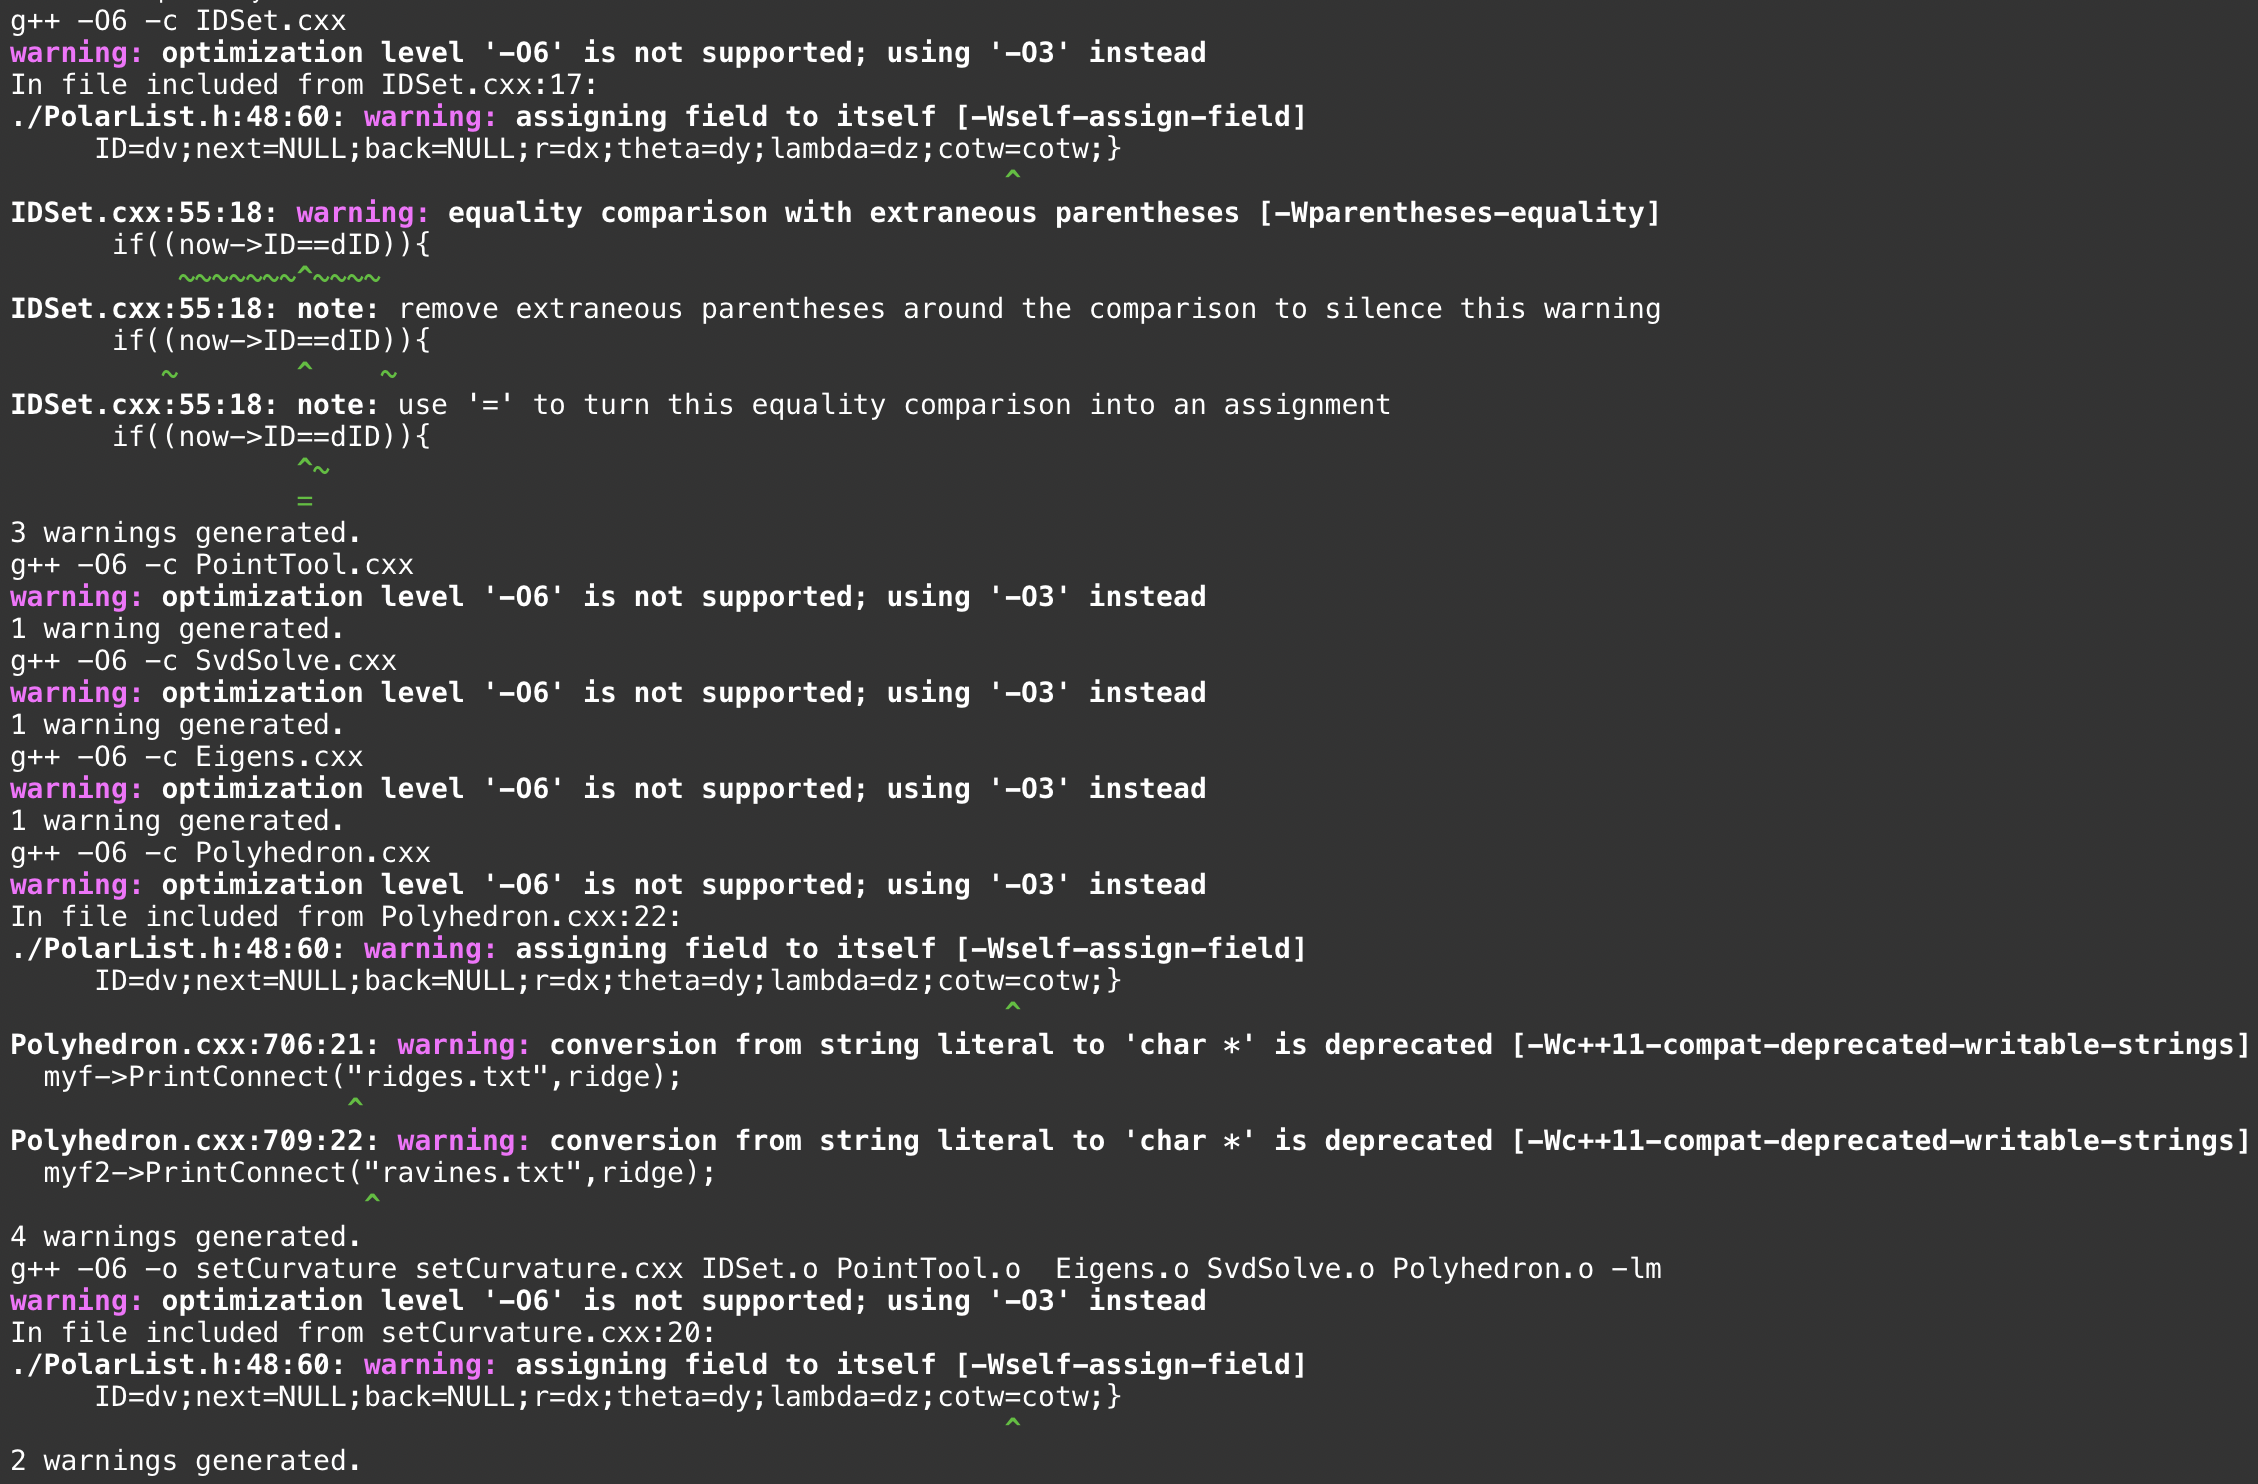 g++ -O6 -c IDSet.cxx
warning: optimization level '-O6' is not supported; using '-O3' instead
In file included from IDSet.cxx:17:
./PolarList.h:48:60: warning: assigning field to itself [-Wself-assign-field]
     ID=dv;next=NULL;back=NULL;r=dx;theta=dy;lambda=dz;cotw=cotw;}
                                                           ^
IDSet.cxx:55:18: warning: equality comparison with extraneous parentheses [-Wparentheses-equality]
      if((now->ID==dID)){
          ~~~~~~~^~~~~
IDSet.cxx:55:18: note: remove extraneous parentheses around the comparison to silence this warning
      if((now->ID==dID)){
         ~       ^    ~
IDSet.cxx:55:18: note: use '=' to turn this equality comparison into an assignment
      if((now->ID==dID)){
                 ^~
                 =
3 warnings generated.
g++ -O6 -c PointTool.cxx
warning: optimization level '-O6' is not supported; using '-O3' instead
1 warning generated.
g++ -O6 -c SvdSolve.cxx
warning: optimization level '-O6' is not supported; using '-O3' instead
1 warning generated.
g++ -O6 -c Eigens.cxx
warning: optimization level '-O6' is not supported; using '-O3' instead
1 warning generated.
g++ -O6 -c Polyhedron.cxx
warning: optimization level '-O6' is not supported; using '-O3' instead
In file included from Polyhedron.cxx:22:
./PolarList.h:48:60: warning: assigning field to itself [-Wself-assign-field]
     ID=dv;next=NULL;back=NULL;r=dx;theta=dy;lambda=dz;cotw=cotw;}
                                                           ^
Polyhedron.cxx:706:21: warning: conversion from string literal to 'char *' is deprecated [-Wc++11-compat-deprecated-writable-strings]
  myf->PrintConnect("ridges.txt",ridge);
                    ^
Polyhedron.cxx:709:22: warning: conversion from string literal to 'char *' is deprecated [-Wc++11-compat-deprecated-writable-strings]
  myf2->PrintConnect("ravines.txt",ridge);
                     ^
4 warnings generated.
g++ -O6 -o setCurvature setCurvature.cxx IDSet.o PointTool.o  Eigens.o SvdSolve.o Polyhedron.o -lm
warning: optimization level '-O6' is not supported; using '-O3' instead
In file included from setCurvature.cxx:20:
./PolarList.h:48:60: warning: assigning field to itself [-Wself-assign-field]
     ID=dv;next=NULL;back=NULL;r=dx;theta=dy;lambda=dz;cotw=cotw;}
                                                           ^
2 warnings generated.